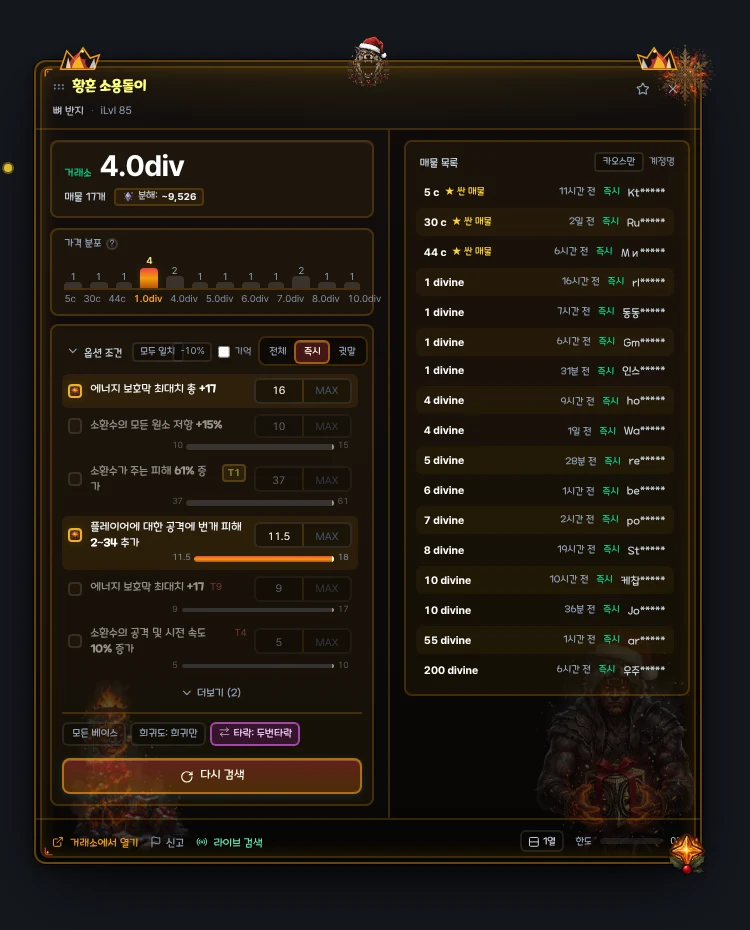 황혼 소용돌이
뼈 반지 · iLvl 85
거래소 4.0div
매물 17개 분해: ~9,526
가격 분포 ?
1 1 1 4 2 1 1 1 1 2 1 1
5c 30c 44c 1.0div 4.0div 5.0div 6.0div 7.0div 8.0div 10.0div
옵션 조건 모두 일치 -10% 기억 전체 즉시 귓말
에너지 보호막 최대치 총 +17 16 MAX
소환수의 모든 원소 저항 +15% 10 MAX
10 15
소환수가 주는 피해 61% 증가 T1 37 MAX
37 61
플레이어에 대한 공격에 번개 피해 2~34 추가 11.5 MAX
11.5 18
에너지 보호막 최대치 +17 T9 9 MAX
9 17
소환수의 공격 및 시전 속도 10% 증가 T4 5 MAX
5 10
더보기 (2)
모든 베이스 희귀도: 희귀만 타락: 두번타락
다시 검색
매물 목록 카오스만 계정명
5 c ★ 싼 매물 11시간 전 즉시 Kt*****
30 c ★ 싼 매물 2일 전 즉시 Ru*****
44 c ★ 싼 매물 6시간 전 즉시 Ми*****
1 divine 16시간 전 즉시 rl*****
1 divine 7시간 전 즉시 동동*****
1 divine 6시간 전 즉시 Gm*****
1 divine 31분 전 즉시 인스*****
4 divine 9시간 전 즉시 ho*****
4 divine 1일 전 즉시 Wa*****
5 divine 28분 전 즉시 re*****
6 divine 1시간 전 즉시 be*****
7 divine 2시간 전 즉시 po*****
8 divine 19시간 전 즉시 St*****
10 divine 10시간 전 즉시 케찹*****
10 divine 36분 전 즉시 Jo*****
55 divine 1시간 전 즉시 ar*****
200 divine 6시간 전 즉시 우주*****
거래소에서 열기 신고 라이브 검색 1열 한도